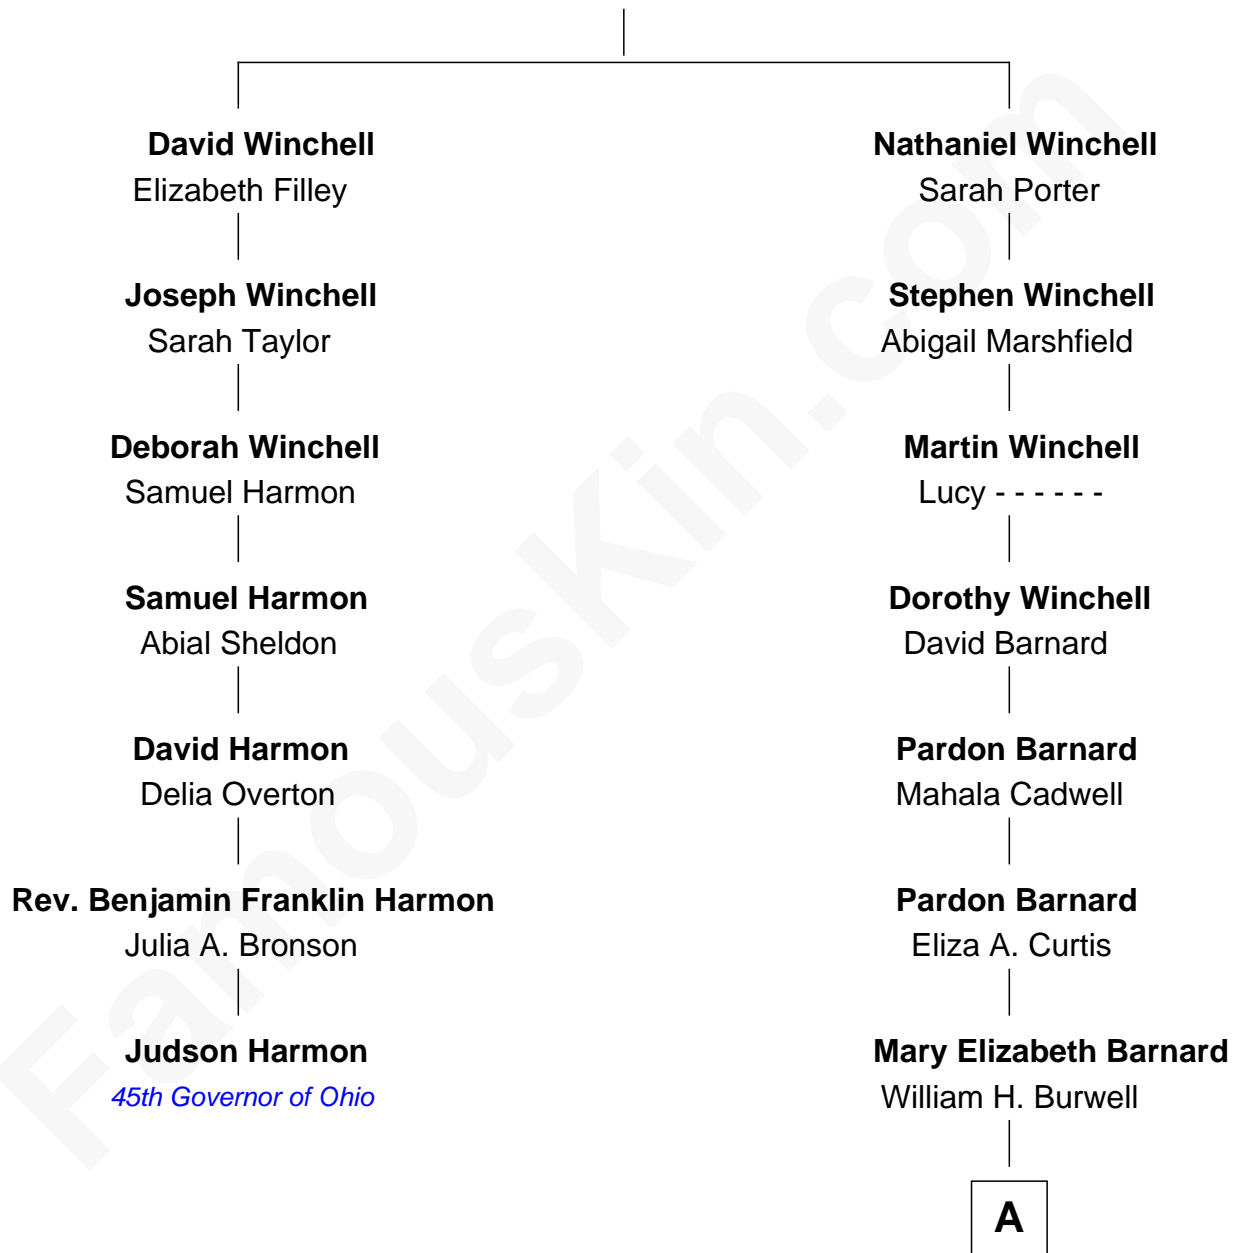 David Winchell
Elizabeth Filley
Joseph Winchell
Sarah Taylor
Deborah Winchell
Samuel Harmon
Samuel Harmon
Abial Sheldon
David Harmon
Delia Overton
Rev. Benjamin Franklin Harmon
Julia A. Bronson
Judson Harmon
45th Governor of Ohio
Nathaniel Winchell
Sarah Porter
Stephen Winchell
Abigail Marshfield
Martin Winchell
Lucy - - - - - -
Dorothy Winchell
David Barnard
Pardon Barnard
Mahala Cadwell
Pardon Barnard
Eliza A. Curtis
Mary Elizabeth Barnard
William H. Burwell
A
FamousKin.com